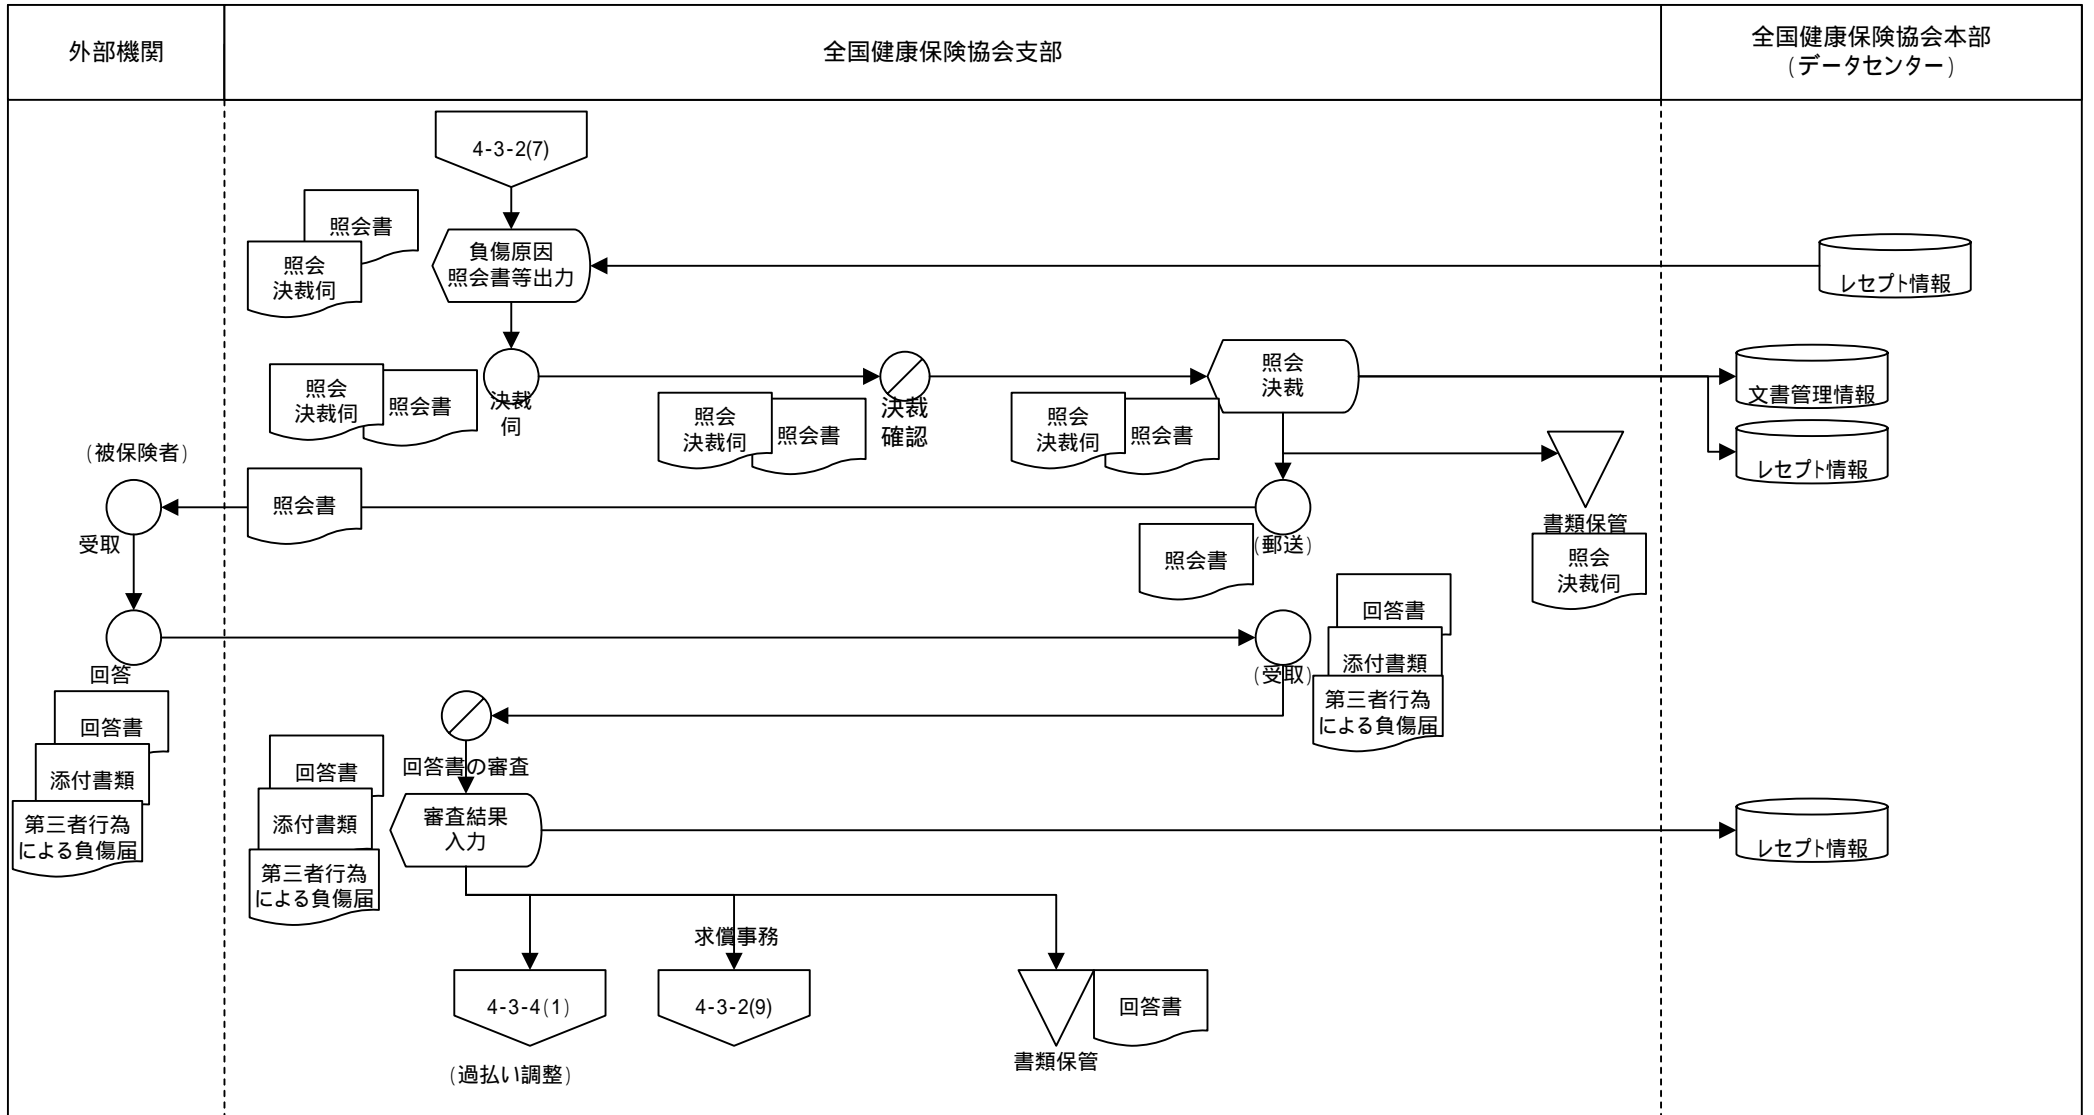 外部機関
全国健康保険協会支部
全国健康保険協会本部
(データセンター)
4-3-2(7)
照会書
照会
決裁伺
負傷原因
照会書等出力
レセプト情報
照会
決裁伺
照会書
決裁
伺
照会
決裁伺
照会書
決裁
確認
照会
決裁伺
照会書
照会
決裁
文書管理情報
レセプト情報
(被保険者)
受取
照会書
照会書
(郵送)
書類保管
照会
決裁伺
回答
回答書
添付書類
第三者行為
による負傷届
(受取)
回答書
添付書類
第三者行為
による負傷届
回答書の審査
回答書
添付書類
第三者行為
による負傷届
審査結果
入力
レセプト情報
求償事務
4-3-4(1)
4-3-2(9)
回答書
書類保管
(過払い調整)